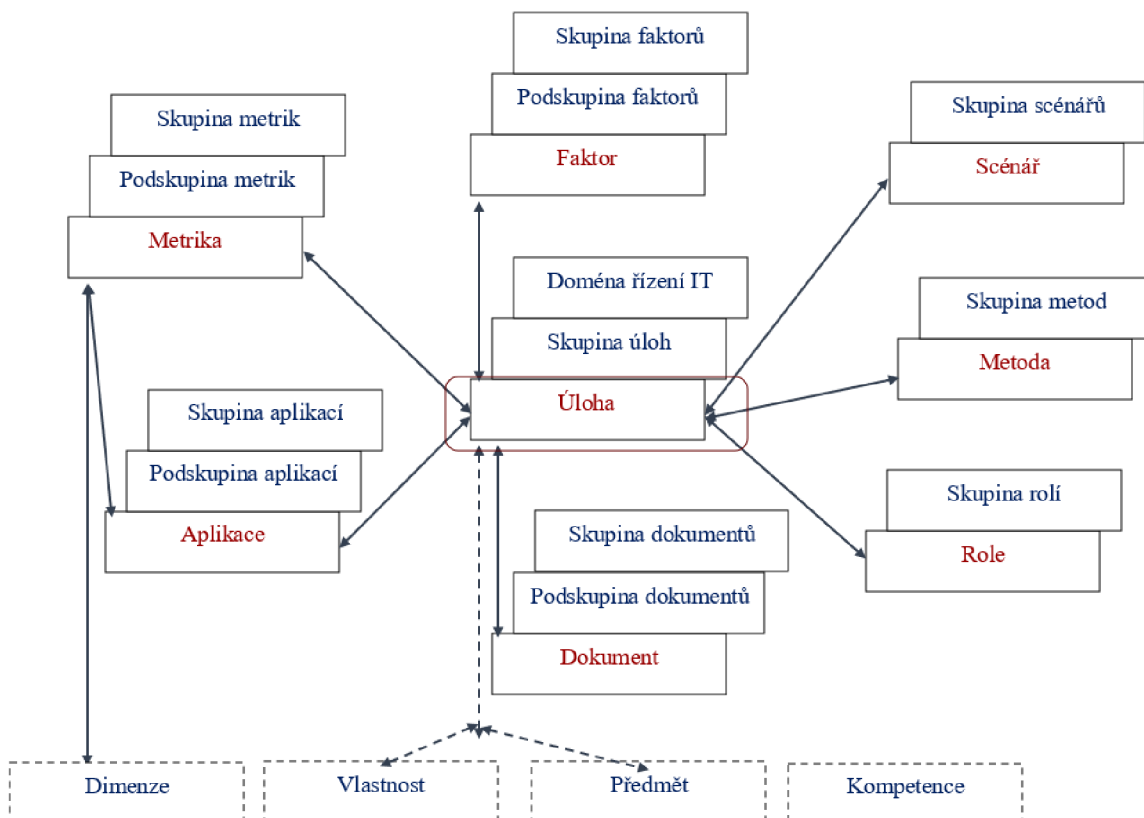 Skupina faktorů
Podskupina faktorů
Faktor
Skupina metrik
Podskupina metrik
Metrika
Skupina scénářů
Scénář
Doména řízení IT
Skupina úloh
Úloha
Skupina metod
Metoda
Skupina aplikací
Podskupina aplikací
Aplikace
Skupina rolí
Role
Skupina dokumentů
Podskupina dokumentů
Dokument
Dimenze
Vlastnost
Předmět
Kompetence